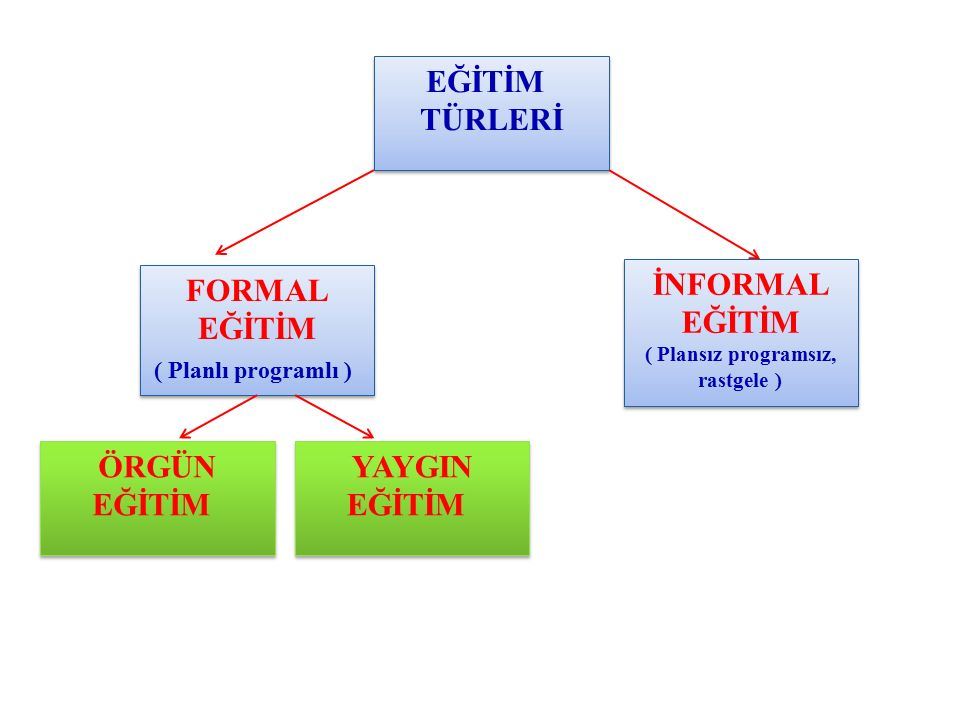 EĞİTİM
TÜRLERİ
FORMAL
EĞİTİM
( Planlı programlı )
İNFORMAL
EĞİTİM
( Plansız programsız,
rastgele )
ÖRGÜN
EĞİTİM
YAYGIN
EĞİTİM